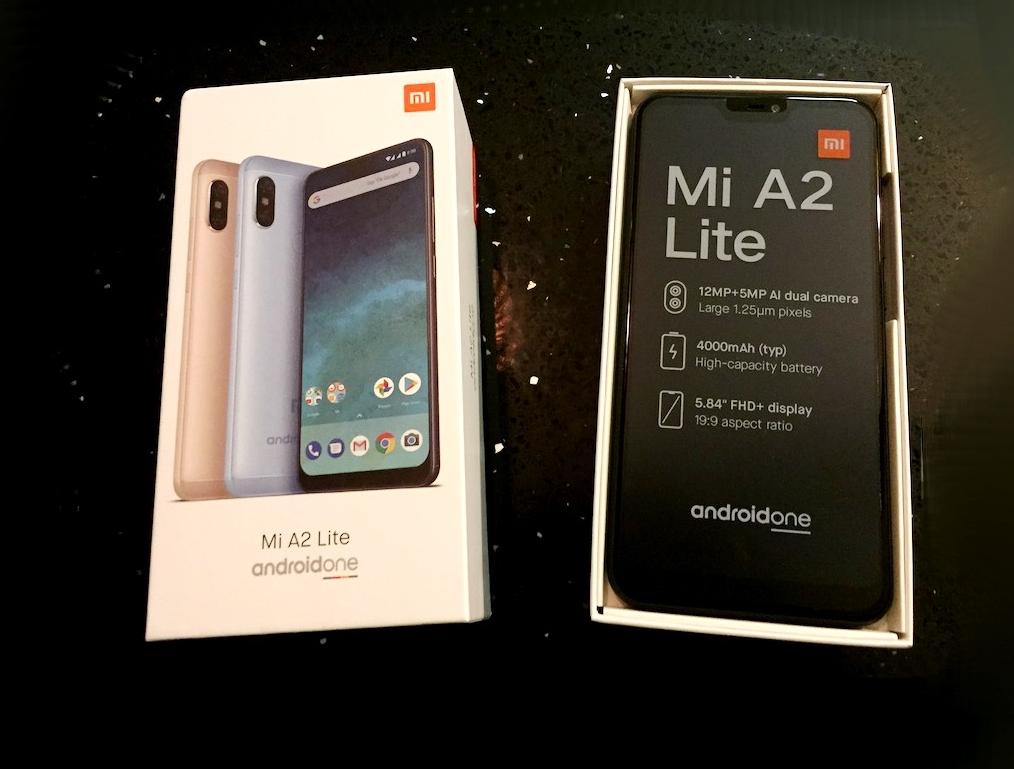 mi
Mi A2 Lite
androidone
mi
Mi A2
Lite
12MP+5MP AI dual camera
Large 1.25μm pixels
4000mAh (typ)
High-capacity battery
5.84" FHD+ display
19:9 aspect ratio
androidone